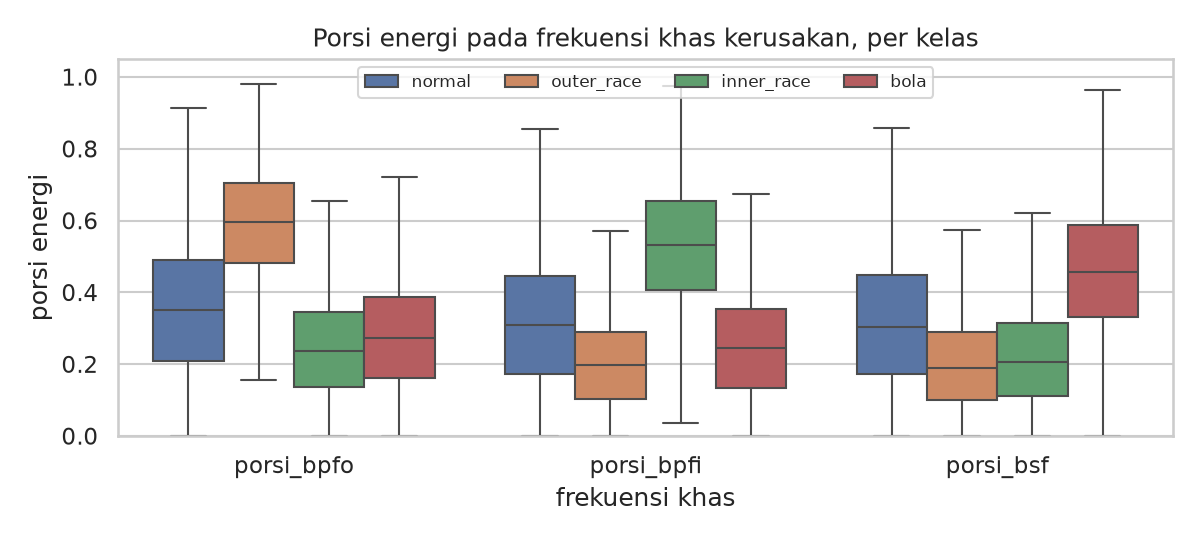 Porsi energi pada frekuensi khas kerusakan, per kelas
normal outer_race inner_race bola
porsi energi
1.0
0.8
0.6
0.4
0.2
0.0
porsi_bpfo porsi_bpfi porsi_bsf
frekuensi khas